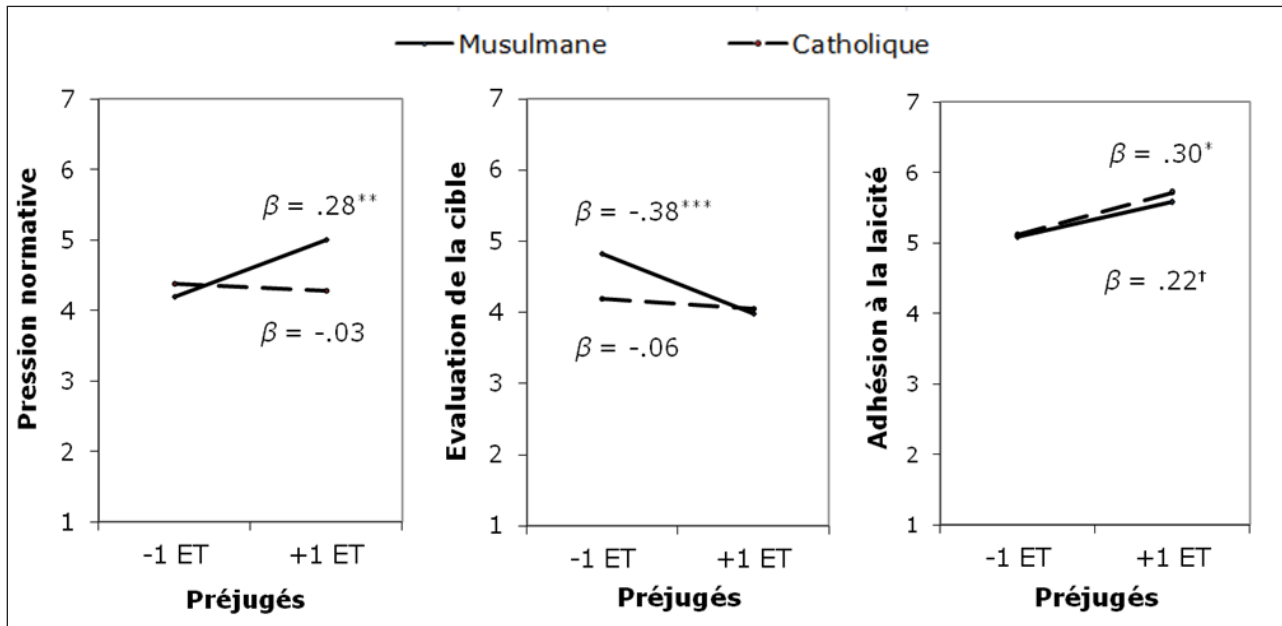 Musulmane Catholique
Pression normative
7
6
5
4
3
2
1
β = .28**
β = -.03
-1 ET +1 ET
Préjugés
Evaluation de la cible
7
6
5
4
3
2
1
β = -.38***
β = -.06
-1 ET +1 ET
Préjugés
Adhésion à la laicité
7
6
5
4
3
2
1
β = .30*
β = .22†
-1 ET +1 ET
Préjugés